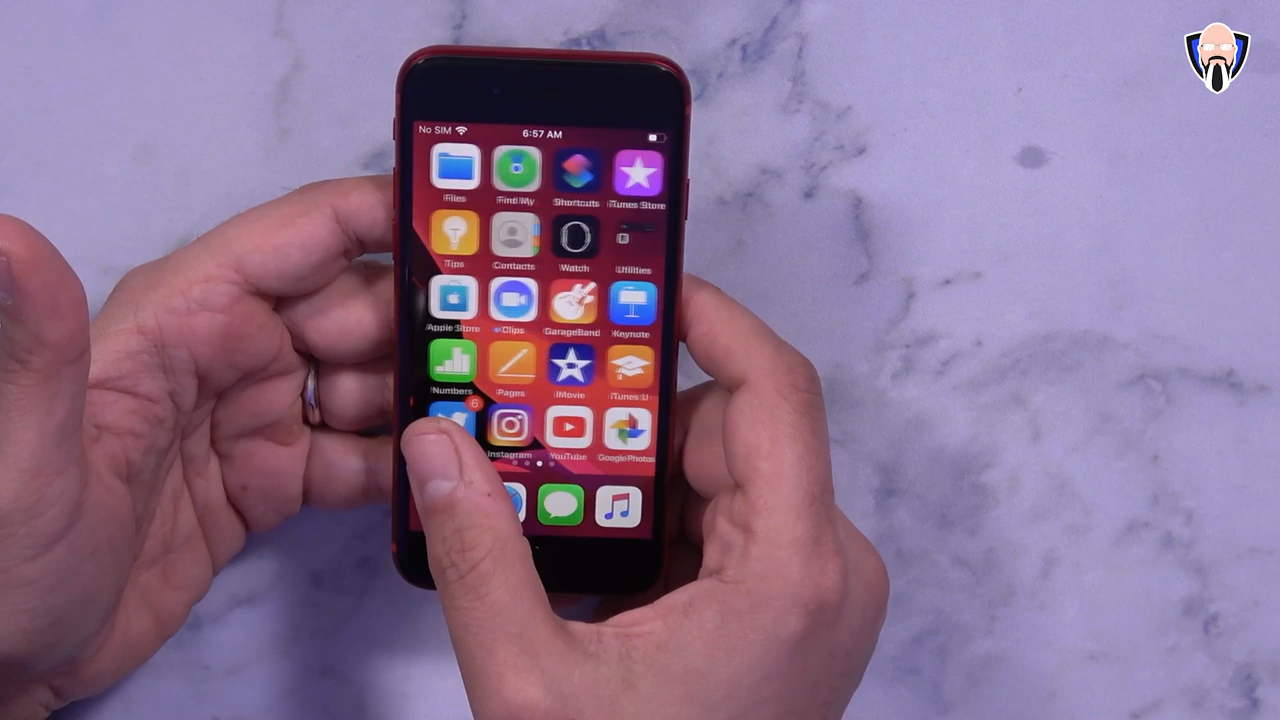 No SIM 6:57 AM
Files Find My Shortcuts iTunes Store
Tips Contacts Watch Utilities
Apple Store Clips GarageBand Keynote
Numbers Pages iMovie iTunes U
6
Instagram YouTube Google Photos